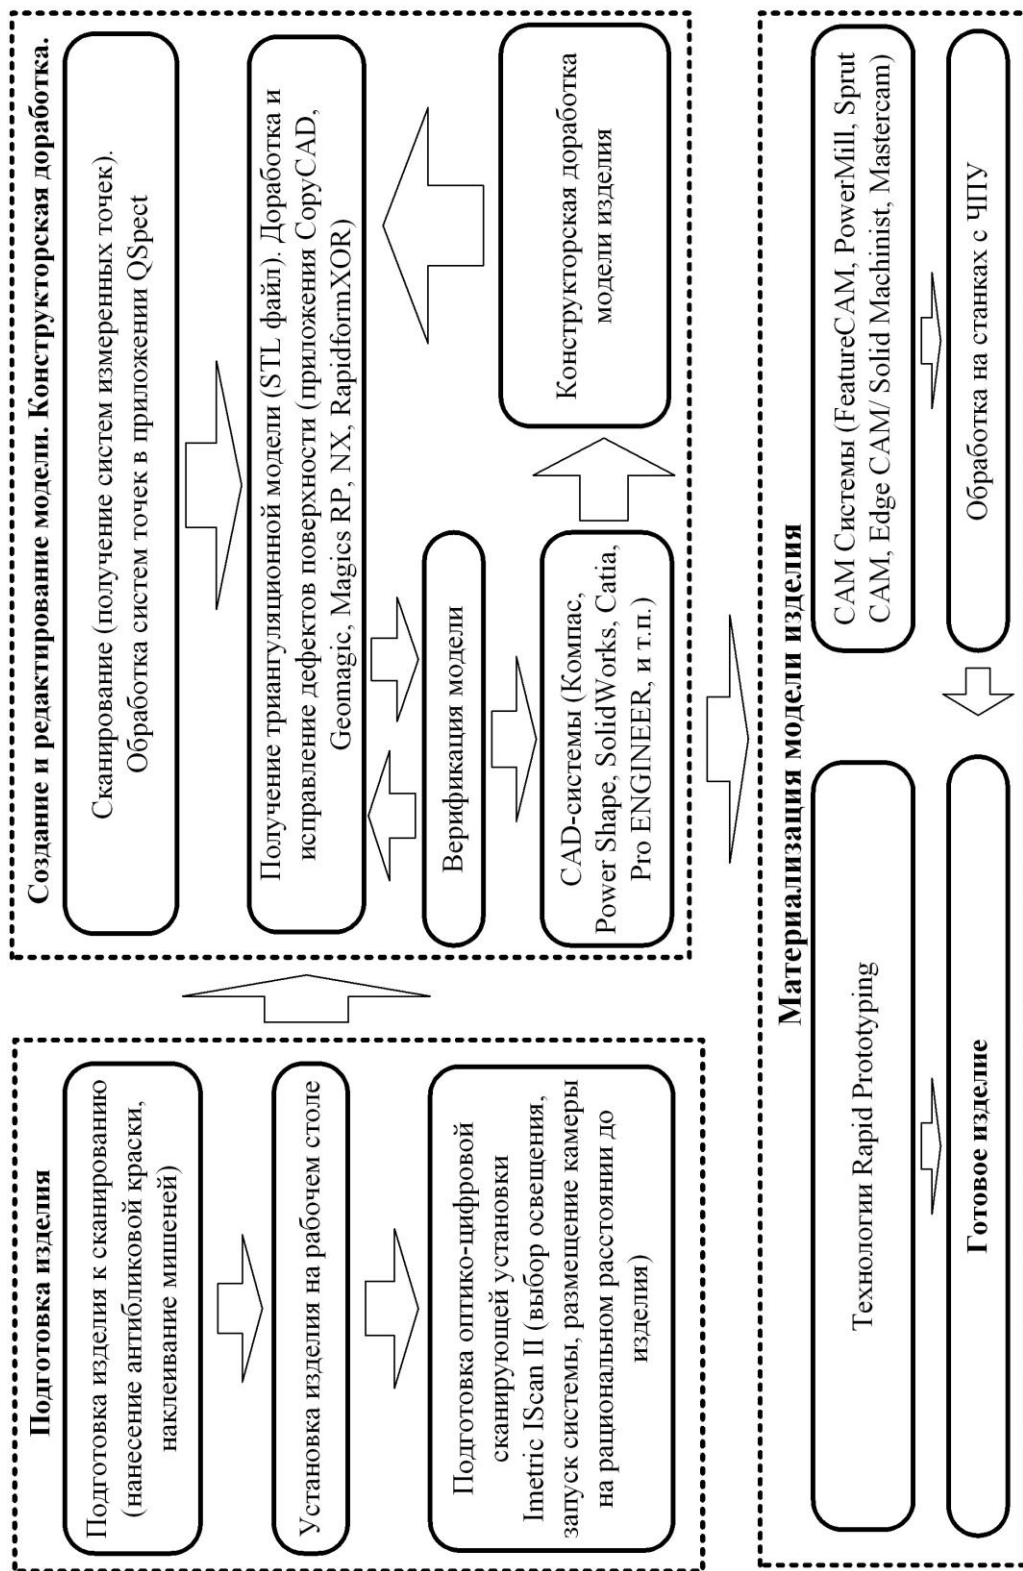 Подготовка изделия
Подготовка изделия к сканированию
(нанесение антибликовой краски,
наклеивание мишеней)
Установка изделия на рабочем столе
Подготовка оптико-цифровой
сканирующей установки
Imetric IScan II (выбор освещения,
запуск системы, размещение камеры
на рациональном расстоянии до
изделия)
Создание и редактирование модели. Конструкторская доработка.
Сканирование (получение систем измеренных точек).
Обработка систем точек в приложении QSpect
Получение триангуляционной модели (STL файл). Доработка и
исправление дефектов поверхности (приложения CopyCAD,
Geomagic, Magics RP, NX, RapidformXOR)
Верификация модели
CAD-системы (Компас,
Power Shape, SolidWorks, Catia,
Pro ENGINEER, и т.п.)
Конструкторская доработка
модели изделия
Материализация модели изделия
Технологии Rapid Prototyping
CAM Системы (FeatureCAM, PowerMill, Sprut
CAM, Edge CAM/ Solid Machinist, Mastercam)
Готовое изделие
Обработка на станках с ЧПУ